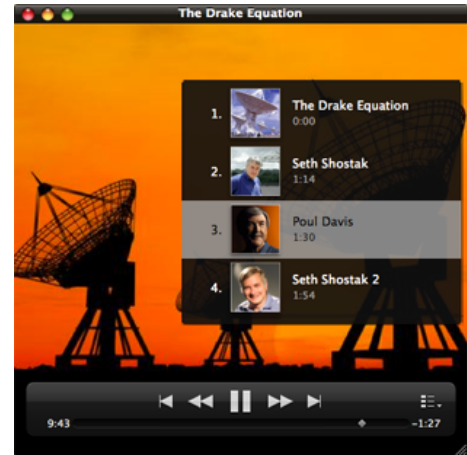 The Drake Equation
1.
The Drake Equation
0:00
2.
Seth Shostak
1:14
3.
Poul Davis
1:30
4.
Seth Shostak 2
1:54
9:43
-1:27